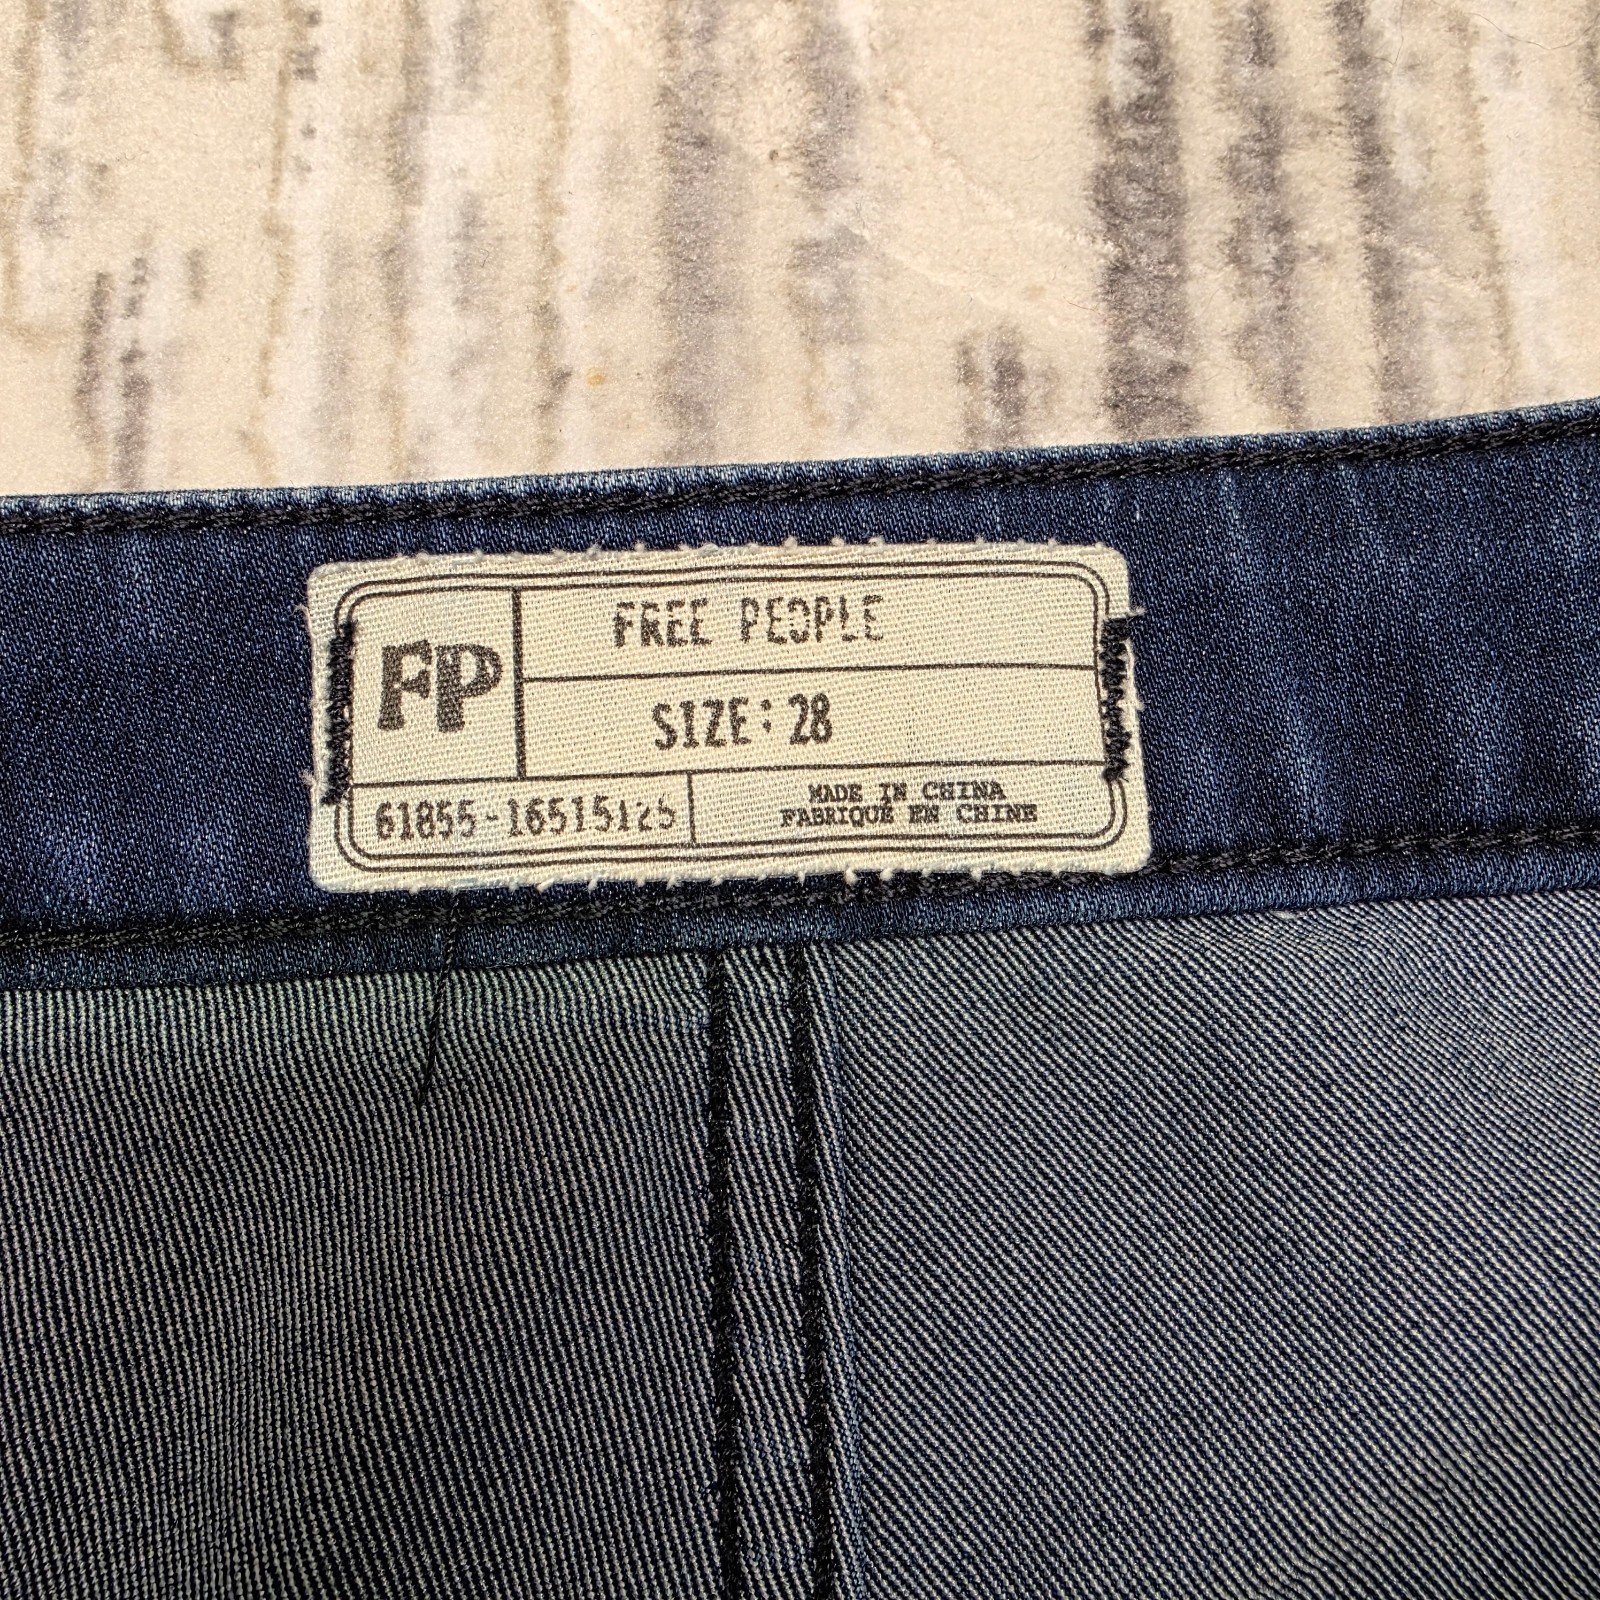 FP
FREE PEOPLE
SIZE: 28
61855-16515125
MADE IN CHINA
FABRIQUÉ EN CHINE